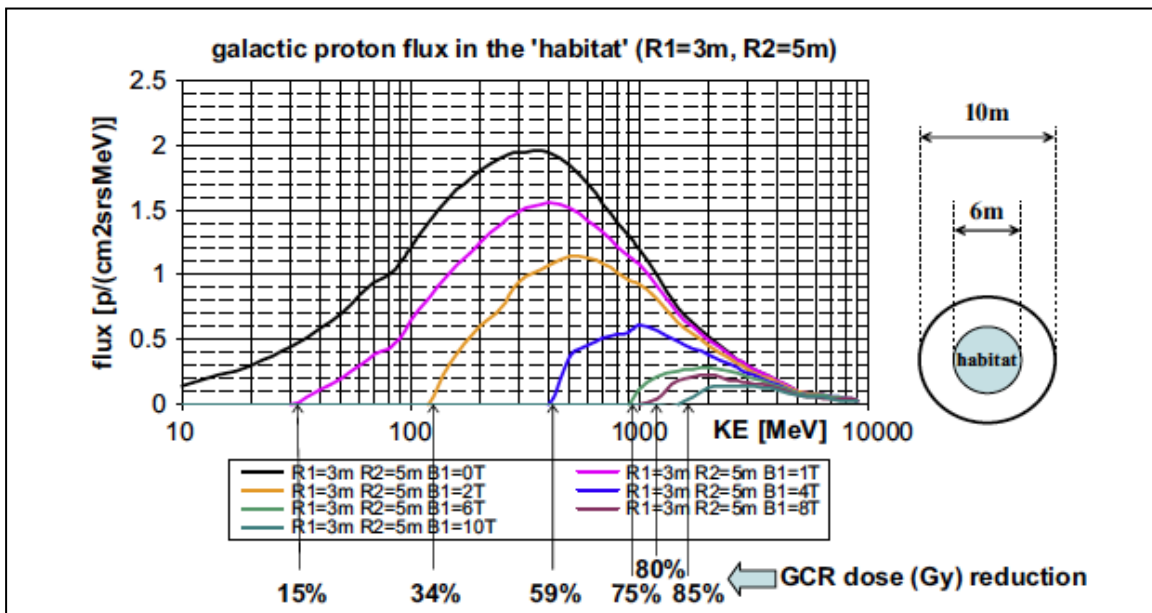 galactic proton flux in the 'habitat' (R1=3m, R2=5m)
flux [p/(cm2srsMeV)]
2.5
2
1.5
1
0.5
0
10
100
1000
KE [MeV]
10000
10m
6m
habitat
R1=3m R2=5m B1=0T
R1=3m R2=5m B1=1T
R1=3m R2=5m B1=2T
R1=3m R2=5m B1=4T
R1=3m R2=5m B1=6T
R1=3m R2=5m B1=8T
R1=3m R2=5m B1=10T
80%
15%
34%
59%
75%
85%
GCR dose (Gy) reduction